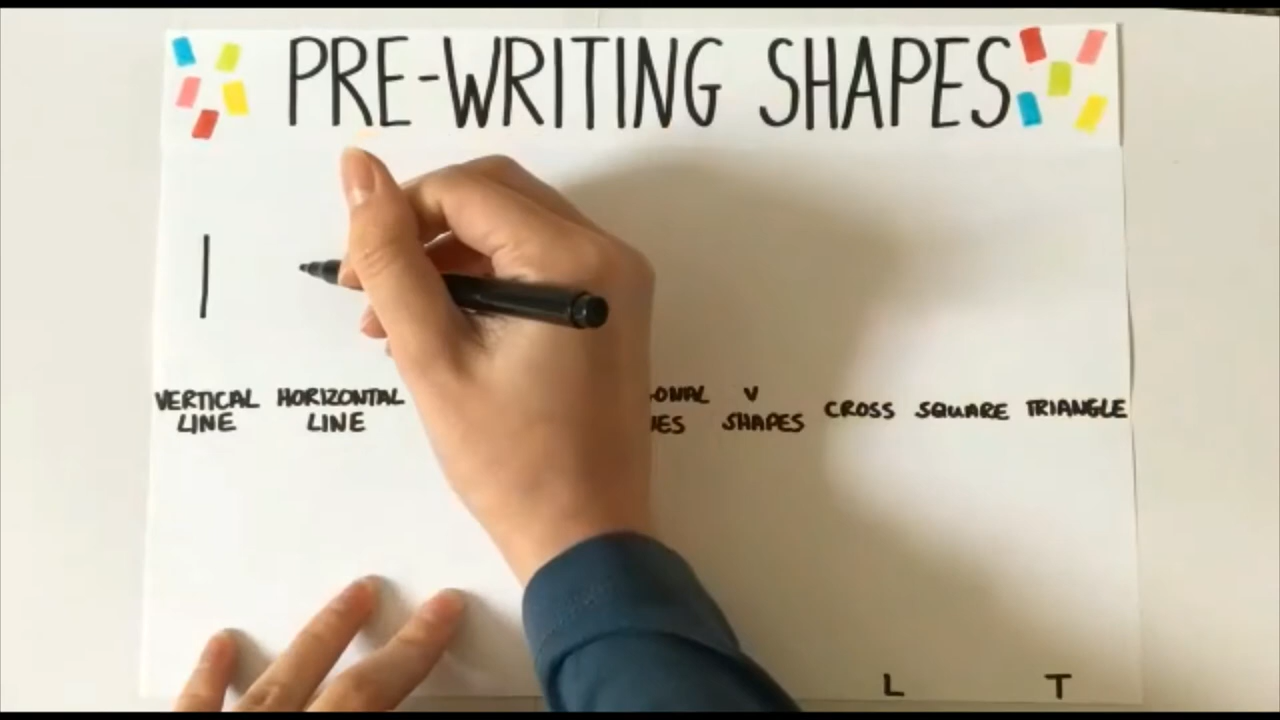 PRE-WRITING SHAPES
VERTICAL LINE
HORIZONTAL LINE
V SHAPES
CROSS
SQUARE
TRIANGLE
L
T